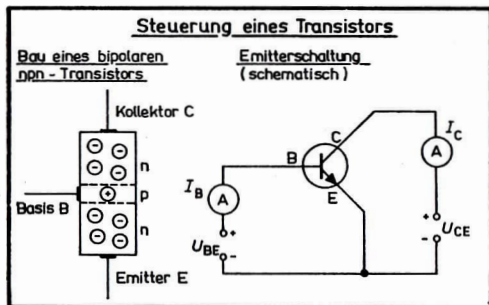 Steuerung eines Transistors
Bau eines bipolaren
npn - Transistors
Kollektor C
n
p
n
Basis B
Emitter E
Emitterschaltung
(schematisch)
I_C
A
C
B
E
I_B
A
+
U_BE
-
+
U_CE
-